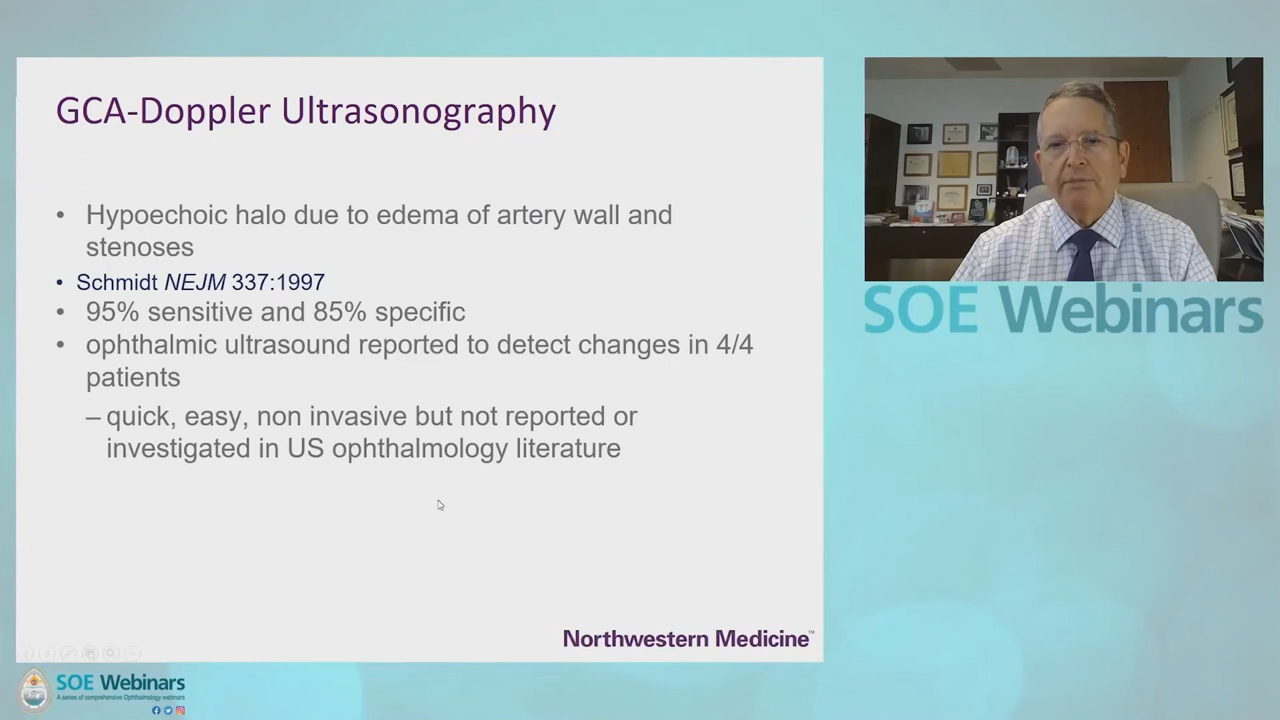 GCA-Doppler Ultrasonography
• Hypoechoic halo due to edema of artery wall and
stenoses
• Schmidt NEJM 337:1997
• 95% sensitive and 85% specific
• ophthalmic ultrasound reported to detect changes in 4/4
patients
– quick, easy, non invasive but not reported or
investigated in US ophthalmology literature
Northwestern Medicine™
SOE Webinars
SOE Webinars
A series of comprehensive Ophthalmology webinars